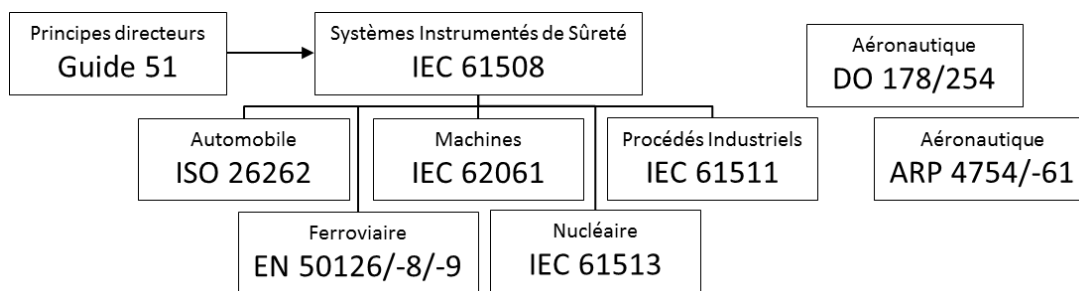 Principes directeurs
Guide 51
Systèmes Instrumentés de Sûreté
IEC 61508
Aéronautique
DO 178/254
Automobile
ISO 26262
Machines
IEC 62061
Procédés Industriels
IEC 61511
Aéronautique
ARP 4754/-61
Ferroviaire
EN 50126/-8/-9
Nucléaire
IEC 61513